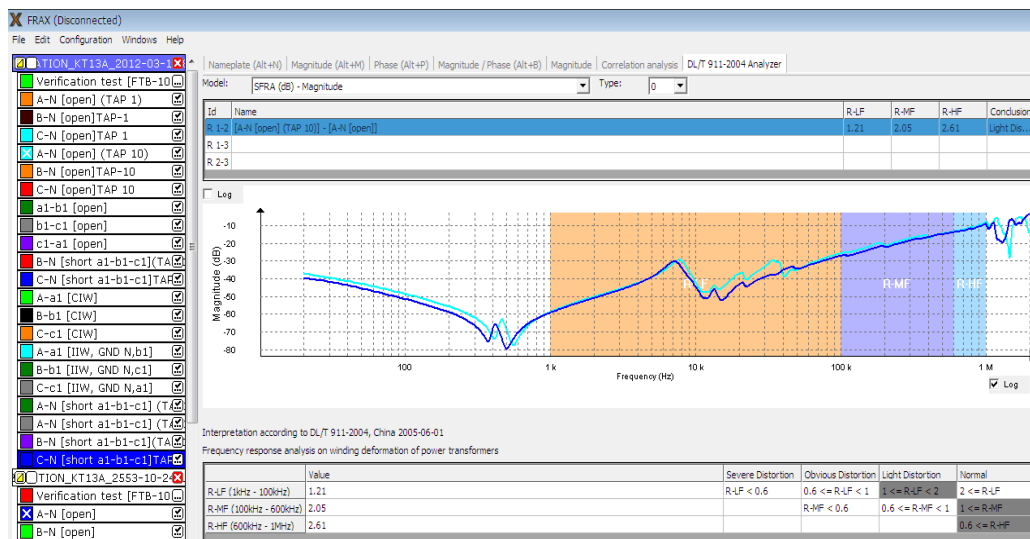 FRAX (Disconnected)
File Edit Configuration Windows Help
ATION_KT13A_2012-03-1
Verification test [FTB-10
A-N [open] (TAP 1)
B-N [open]TAP-1
C-N [open]TAP 1
A-N [open] (TAP 10)
B-N [open]TAP-10
C-N [open]TAP 10
a1-b1 [open]
b1-c1 [open]
c1-a1 [open]
B-N [short a1-b1-c1](TA
C-N [short a1-b1-c1]TAP
A-a1 [CIW]
B-b1 [CIW]
C-c1 [CIW]
A-a1 [IIW, GND N,b1]
B-b1 [IIW, GND N,c1]
C-c1 [IIW, GND N,a1]
A-N [short a1-b1-c1] (TA
A-N [short a1-b1-c1] (TA
B-N [short a1-b1-c1](TA
C-N [short a1-b1-c1]TAP
TION_KT13A_2553-10-24
Verification test [FTB-10
A-N [open]
B-N [open]
Nameplate (Alt+N) Magnitude (Alt+M) Phase (Alt+P) Magnitude / Phase (Alt+B) Magnitude Correlation analysis DL/T 911-2004 Analyzer
Model: SFRA (dB) - Magnitude Type: 0
Id Name R-LF R-MF R-HF Conclusion
R 1-2 [A-N [open] (TAP 10)] - [A-N [open]] 1.21 2.05 2.61 Light Dis...
R 1-3
R 2-3
Log
Magnitude (dB)
-10
-20
-30
-40
-50
-60
-70
-80
R-MF
R-HF
100 1 k 10 k 100 k 1 M
Frequency (Hz)
Log
Interpretation according to DL/T 911-2004, China 2005-06-01
Frequency response analysis on winding deformation of power transformers
Value Severe Distortion Obvious Distortion Light Distortion Normal
R-LF (1kHz - 100kHz) 1.21 R-LF < 0.6 0.6 <= R-LF < 1 1 <= R-LF < 2 2 <= R-LF
R-MF (100kHz - 600kHz) 2.05 R-MF < 0.6 0.6 <= R-MF < 1 1 <= R-MF
R-HF (600kHz - 1MHz) 2.61 0.6 <= R-HF